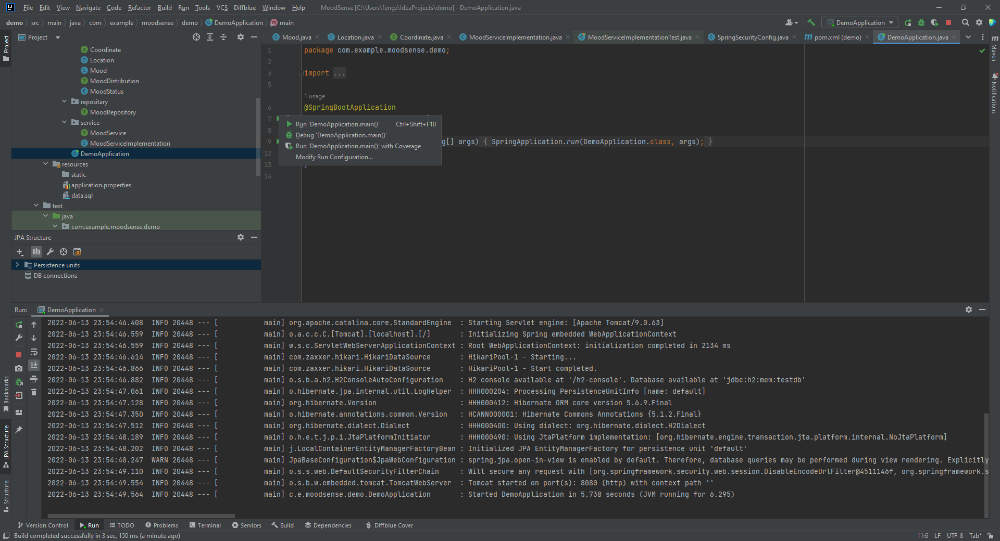 File Edit View Navigate Code Refactor Build Run Tools VCS Diffblue Window Help MoodSense [C:\Users\fengz\IdeaProjects\demo] - DemoApplication.java
demo src main java com example moodsense demo DemoApplication main DemoApplication
Project
Mood.java Location.java Coordinate.java MoodServiceImplementation.java MoodServiceImplementationTest.java SpringSecurityConfig.java pom.xml (demo) DemoApplication.java
Project
Maven
Notifications
Coordinate
Location
Mood
MoodDistribution
MoodStatus
repositary
MoodRepository
service
MoodService
MoodServiceImplementation
DemoApplication
resources
static
application.properties
data.sql
test
java
com.example.moodsense.demo
1 package com.example.moodsense.demo;
2
3 import ...
5
1 usage
6 @SpringBootApplication
7
8
9 g[] args) { SpringApplication.run(DemoApplication.class, args); }
12
13 }
14
Run 'DemoApplication.main()' Ctrl+Shift+F10
Debug 'DemoApplication.main()'
Run 'DemoApplication.main()' with Coverage
Modify Run Configuration...
JPA Structure
Persistence units
DB connections
Bookmarks
JPA Structure
Structure
Run: DemoApplication
2022-06-13 23:54:46.408 INFO 20448 --- [ main] org.apache.catalina.core.StandardEngine : Starting Servlet engine: [Apache Tomcat/9.0.63]
2022-06-13 23:54:46.559 INFO 20448 --- [ main] o.a.c.c.C.[Tomcat].[localhost].[/] : Initializing Spring embedded WebApplicationContext
2022-06-13 23:54:46.559 INFO 20448 --- [ main] w.s.c.ServletWebServerApplicationContext : Root WebApplicationContext: initialization completed in 2134 ms
2022-06-13 23:54:46.614 INFO 20448 --- [ main] com.zaxxer.hikari.HikariDataSource : HikariPool-1 - Starting...
2022-06-13 23:54:46.866 INFO 20448 --- [ main] com.zaxxer.hikari.HikariDataSource : HikariPool-1 - Start completed.
2022-06-13 23:54:46.882 INFO 20448 --- [ main] o.s.b.a.h2.H2ConsoleAutoConfiguration : H2 console available at '/h2-console'. Database available at 'jdbc:h2:mem:testdb'
2022-06-13 23:54:47.061 INFO 20448 --- [ main] o.hibernate.jpa.internal.util.LogHelper : HHH000204: Processing PersistenceUnitInfo [name: default]
2022-06-13 23:54:47.128 INFO 20448 --- [ main] org.hibernate.Version : HHH000412: Hibernate ORM core version 5.6.9.Final
2022-06-13 23:54:47.350 INFO 20448 --- [ main] o.hibernate.annotations.common.Version : HCANN000001: Hibernate Commons Annotations {5.1.2.Final}
2022-06-13 23:54:47.512 INFO 20448 --- [ main] org.hibernate.dialect.Dialect : HHH000400: Using dialect: org.hibernate.dialect.H2Dialect
2022-06-13 23:54:48.189 INFO 20448 --- [ main] o.h.e.t.j.p.i.JtaPlatformInitiator : HHH000490: Using JtaPlatform implementation: [org.hibernate.engine.transaction.jta.platform.internal.NoJtaPlatform]
2022-06-13 23:54:48.202 INFO 20448 --- [ main] j.LocalContainerEntityManagerFactoryBean : Initialized JPA EntityManagerFactory for persistence unit 'default'
2022-06-13 23:54:48.247 WARN 20448 --- [ main] JpaBaseConfiguration$JpaWebConfiguration : spring.jpa.open-in-view is enabled by default. Therefore, database queries may be performed during view rendering. Explicitly
2022-06-13 23:54:49.110 INFO 20448 --- [ main] o.s.s.web.DefaultSecurityFilterChain : Will secure any request with [org.springframework.security.web.session.DisableEncodeUrlFilter@4511146f, org.springframework.s
2022-06-13 23:54:49.554 INFO 20448 --- [ main] o.s.b.w.embedded.tomcat.TomcatWebServer : Tomcat started on port(s): 8080 (http) with context path ''
2022-06-13 23:54:49.564 INFO 20448 --- [ main] c.e.moodsense.demo.DemoApplication : Started DemoApplication in 5.738 seconds (JVM running for 6.295)
Version Control Run TODO Problems Terminal Services Build Dependencies Diffblue Cover
Build completed successfully in 3 sec, 150 ms (a minute ago) 11:6 LF UTF-8 Tab*